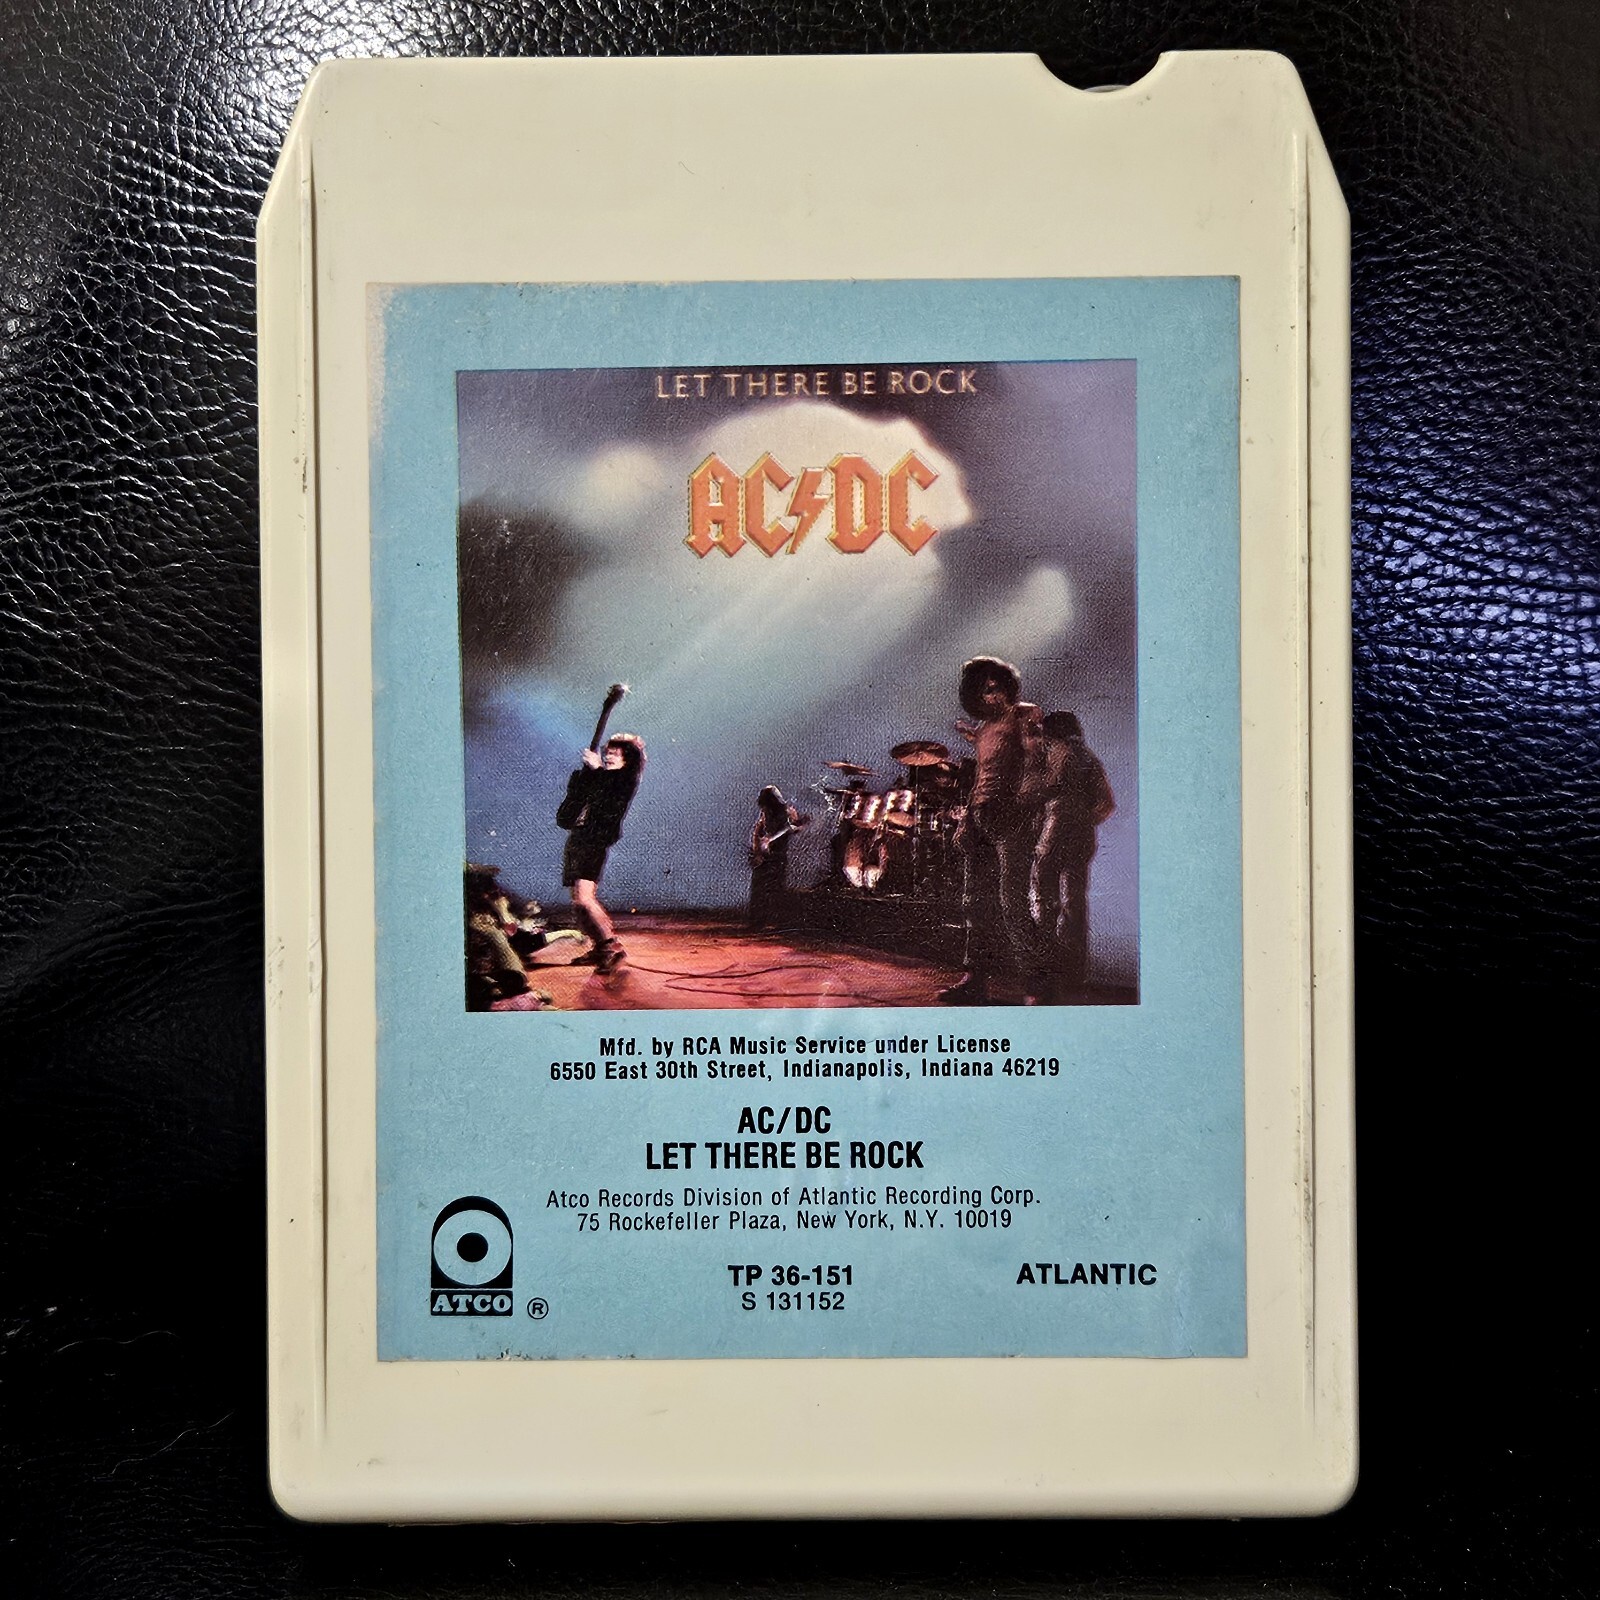 LET THERE BE ROCK
AC/DC
Mfd. by RCA Music Service under License
6550 East 30th Street, Indianapolis, Indiana 46219
AC/DC
LET THERE BE ROCK
Atco Records Division of Atlantic Recording Corp.
75 Rockefeller Plaza, New York, N.Y. 10019
TP 36-151
S 131152
ATLANTIC
ATCO ®